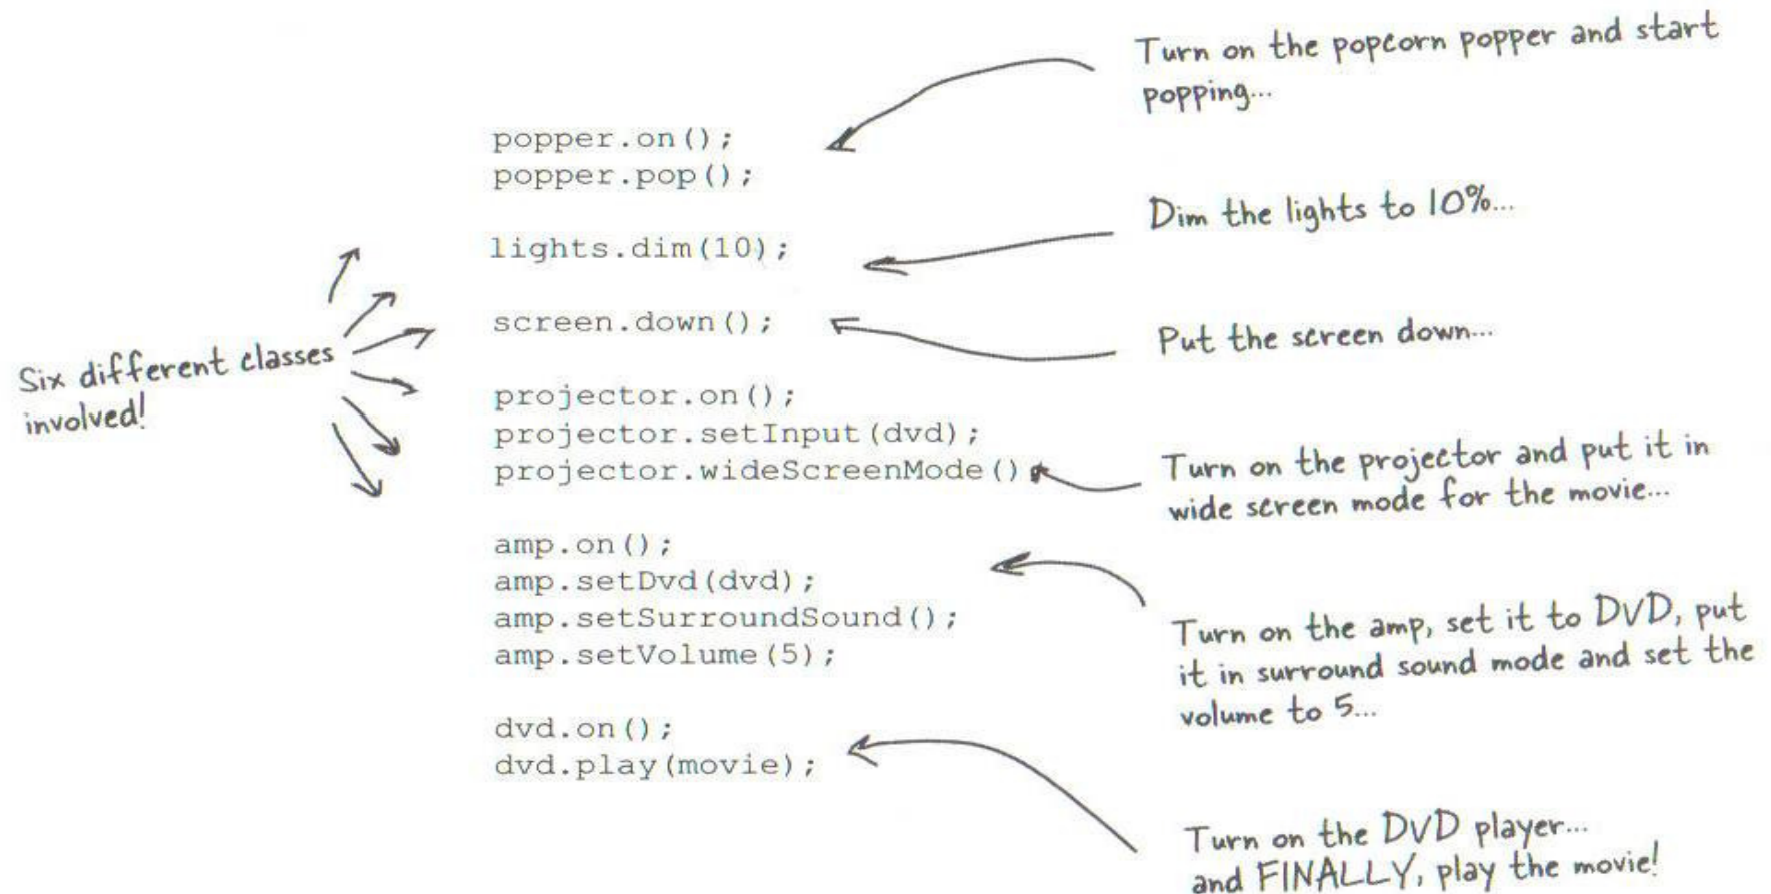 Turn on the popcorn popper and start
popping...
popper.on();
popper.pop();
Dim the lights to 10%...
lights.dim(10);
screen.down();
Put the screen down...
Six different classes
involved!
projector.on();
projector.setInput(dvd);
projector.wideScreenMode()
Turn on the projector and put it in
wide screen mode for the movie...
amp.on();
amp.setDvd(dvd);
amp.setSurroundSound();
amp.setVolume(5);
Turn on the amp, set it to DVD, put
it in surround sound mode and set the
volume to 5...
dvd.on();
dvd.play(movie);
Turn on the DVD player...
and FINALLY, play the movie!